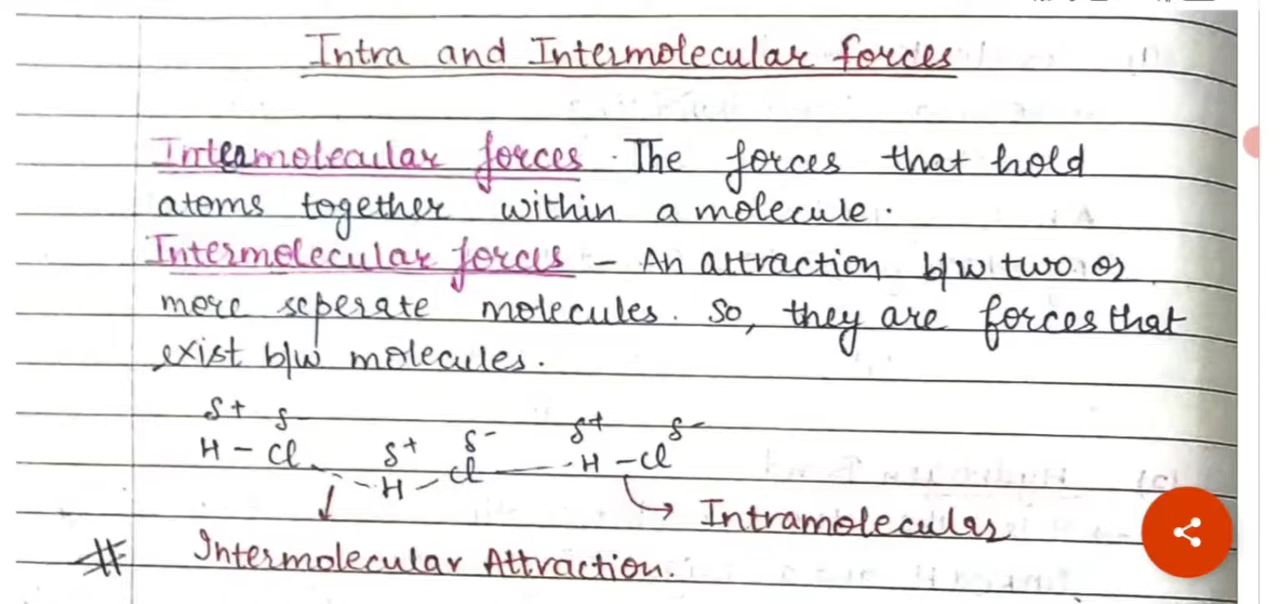 Intra and Intermolecular forces
Intramolecular forces. The forces that hold
atoms together within a molecule.
Intermolecular forces - An attraction b/w two or
more seperate molecules. So, they are forces that
exist b/w molecules.
δ+ δ- δ+ δ- δ+ δ-
H - Cl --- H - Cl --- H - Cl
→ Intramolecular
# Intermolecular Attraction.